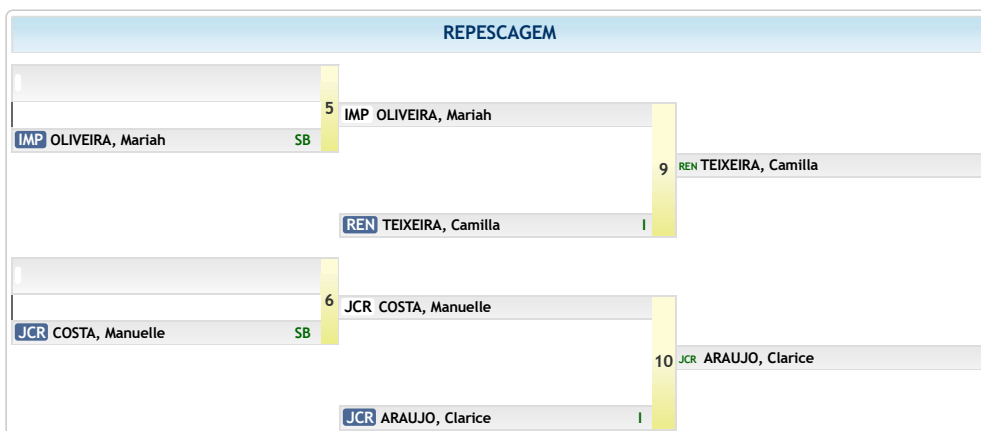 REPESCAGEM
5
IMP OLIVEIRA, Mariah
IMP OLIVEIRA, Mariah SB
9
REN TEIXEIRA, Camilla
REN TEIXEIRA, Camilla I
6
JCR COSTA, Manuelle
JCR COSTA, Manuelle SB
10
JCR ARAUJO, Clarice
JCR ARAUJO, Clarice I